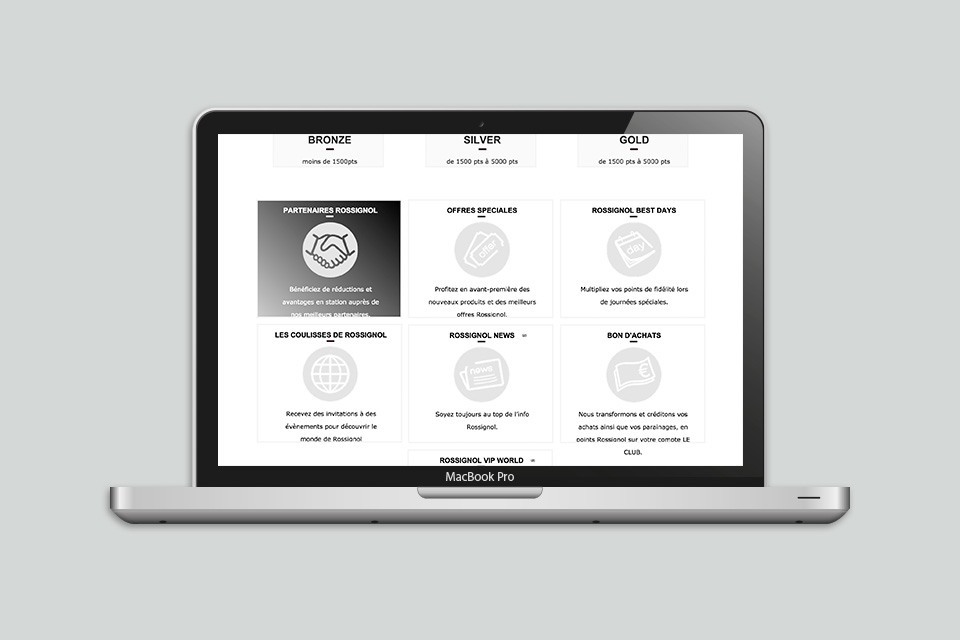 BRONZE
moins de 1500pts
SILVER
de 1500 pts à 5000 pts
GOLD
de 1500 pts à 5000 pts
PARTENAIRES ROSSIGNOL
Bénéficiez de réductions et
avantages en station auprès de
nos meilleurs partenaires.
OFFRES SPECIALES
offer
Profitez en avant-première des
nouveaux produits et des meilleurs
offres Rossignol.
ROSSIGNOL BEST DAYS
day
Multipliez vos points de fidélité lors
de journées spéciales.
LES COULISSES DE ROSSIGNOL
Recevez des invitations à des
évènements pour découvrir le
monde de Rossignol
ROSSIGNOL NEWS
news
Soyez toujours au top de l'info
Rossignol.
BON D'ACHATS
€
Nous transformons et créditons vos
achats ainsi que vos parainages, en
points Rossignol sur votre compte LE
CLUB.
ROSSIGNOL VIP WORLD
MacBook Pro